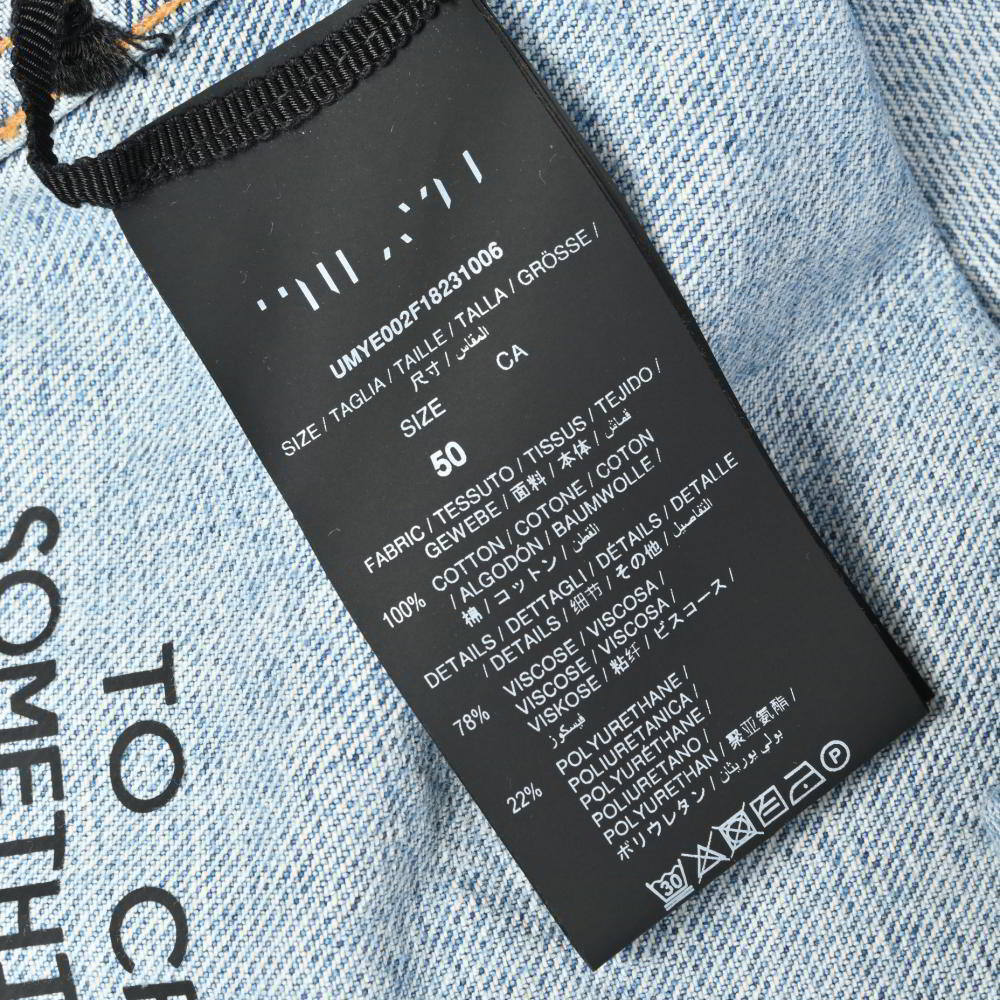 UMYE002F18231006
SIZE / TAGLIA / TAILLE / TALLA / GRÖSSE /
尺寸 / المقاس
SIZE CA
50
FABRIC / TESSUTO / TISSUS / TEJIDO /
GEWEBE / 面料 / 本体 / قماش
100% COTTON / COTONE / COTON
/ ALGODÓN / BAUMWOLLE /
棉 / コットン / القطن
DETAILS / DETTAGLI / DÉTAILS / DETALLE
/ DETAILS / 细节 / その他 / التفاصيل
78% VISCOSE / VISCOSA /
VISCOSE / VISCOSA /
VISKOSE / 粘纤 / ビスコース /
فيسكوز
22% POLYURETHANE /
POLIURETANICA /
POLYURÉTHANE /
POLIURETANO /
POLYURETHAN / 聚亚氨酯 /
ポリウレタン / بولي يوريثان
30
P
SOMETH
TO CR